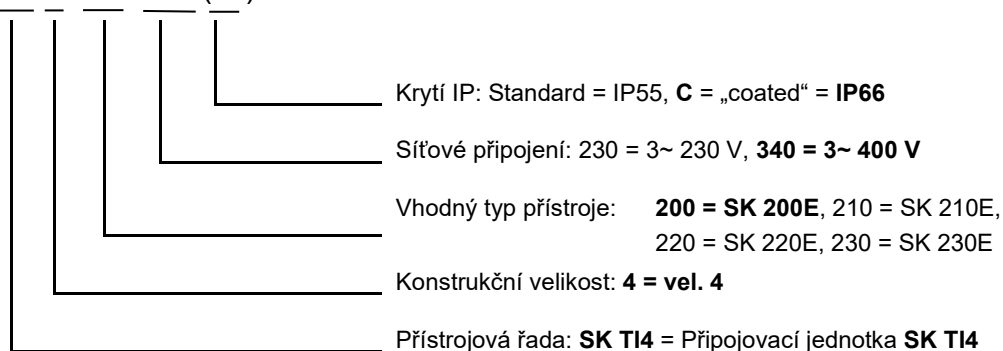 Krytí IP: Standard = IP55, C = „coated“ = IP66
Síťové připojení: 230 = 3~ 230 V, 340 = 3~ 400 V
Vhodný typ přístroje: 200 = SK 200E, 210 = SK 210E,
220 = SK 220E, 230 = SK 230E
Konstrukční velikost: 4 = vel. 4
Přístrojová řada: SK TI4 = Připojovací jednotka SK TI4